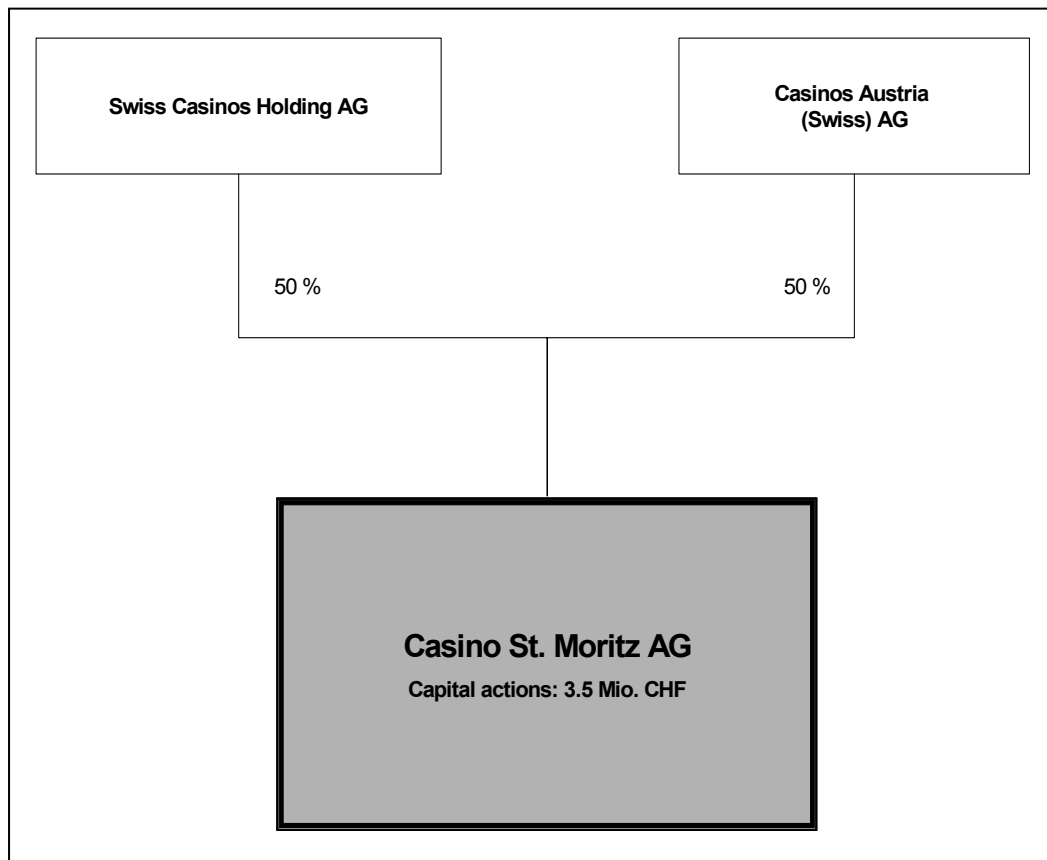 Swiss Casinos Holding AG
Casinos Austria
(Swiss) AG
50 %
50 %
Casino St. Moritz AG
Capital actions: 3.5 Mio. CHF